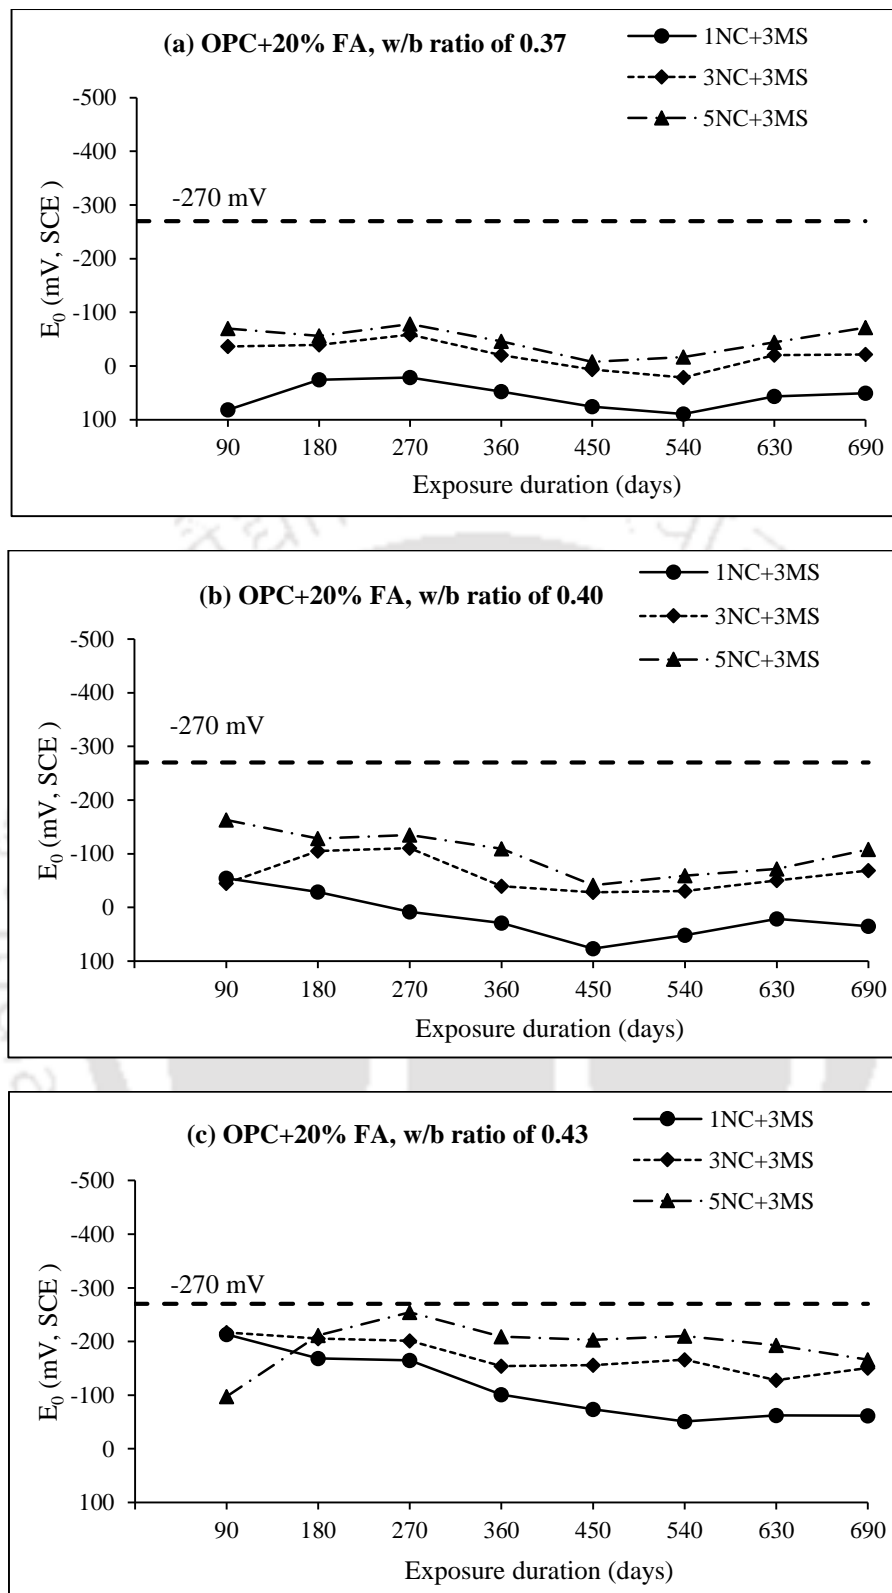 (a) OPC+20% FA, w/b ratio of 0.37
1NC+3MS
3NC+3MS
5NC+3MS
-500
-400
-300
-200
-100
0
100
-270 mV
E₀ (mV, SCE )
90 180 270 360 450 540 630 690
Exposure duration (days)
(b) OPC+20% FA, w/b ratio of 0.40
1NC+3MS
3NC+3MS
5NC+3MS
-500
-400
-300
-200
-100
0
100
-270 mV
E₀ (mV, SCE )
90 180 270 360 450 540 630 690
Exposure duration (days)
(c) OPC+20% FA, w/b ratio of 0.43
1NC+3MS
3NC+3MS
5NC+3MS
-500
-400
-300
-200
-100
0
100
-270 mV
E₀ (mV, SCE)
90 180 270 360 450 540 630 690
Exposure duration (days)